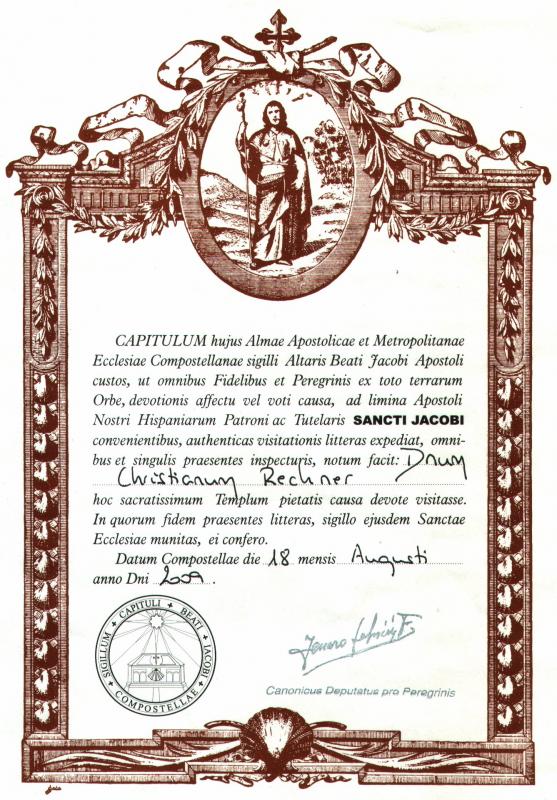 CAPITULUM hujus Almae Apostolicae et Metropolitanae
Ecclesiae Compostellanae sigilli Altaris Beati Jacobi Apostoli
custos, ut omnibus Fidelibus et Peregrinis ex toto terrarum
Orbe, devotionis affectu vel voti causa, ad limina Apostoli
Nostri Hispaniarum Patroni ac Tutelaris SANCTI JACOBI
convenientibus, authenticas visitationis litteras expediat, omni-
bus et singulis praesentes inspecturis, notum facit: Dnum
Christianum Rechner
hoc sacratissimum Templum pietatis causa devote visitasse.
In quorum fidem praesentes litteras, sigillo ejusdem Sanctae
Ecclesiae munitas, ei confero.
Datum Compostellae die 18 mensis Augusti
anno Dni 2009.
SIGILLUM + CAPITULI + BEATI + JACOBI + COMPOSTELLAE +
Canonicus Deputatus pro Peregrinis